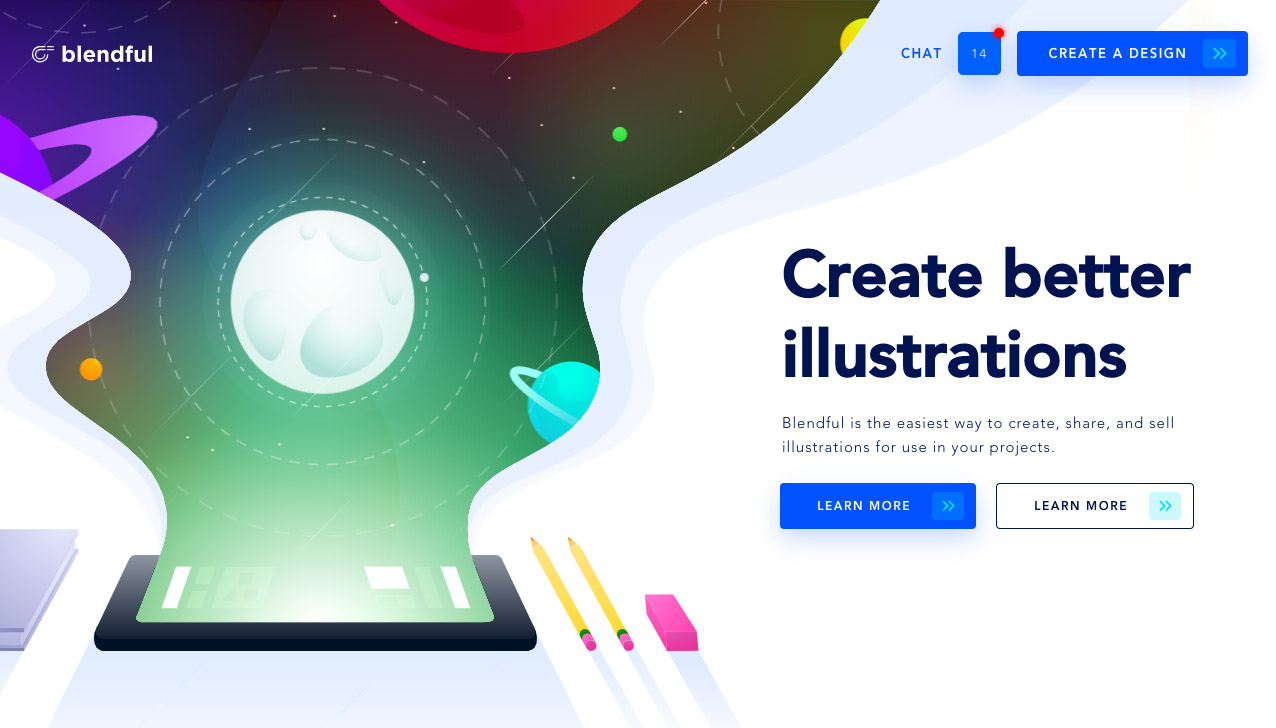 blendful
CHAT
14
CREATE A DESIGN
Create better
illustrations
Blendful is the easiest way to create, share, and sell
illustrations for use in your projects.
LEARN MORE
LEARN MORE